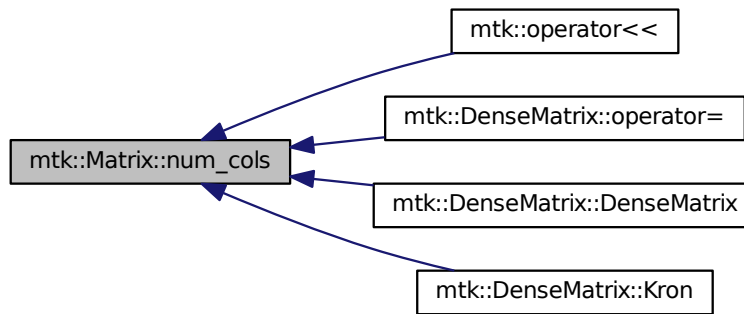 mtk::operator<<
mtk::DenseMatrix::operator=
mtk::Matrix::num_cols
mtk::DenseMatrix::DenseMatrix
mtk::DenseMatrix::Kron